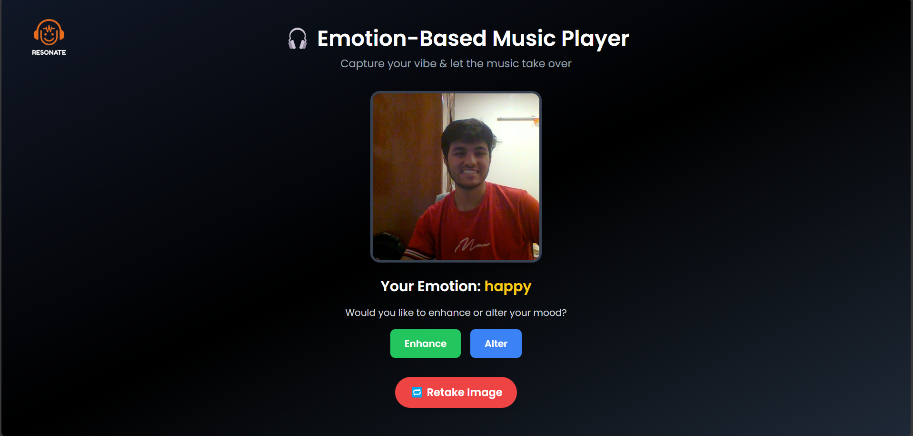 RESONATE
🎧 Emotion-Based Music Player
Capture your vibe & let the music take over
Your Emotion: happy
Would you like to enhance or alter your mood?
Enhance
Alter
🔁 Retake Image